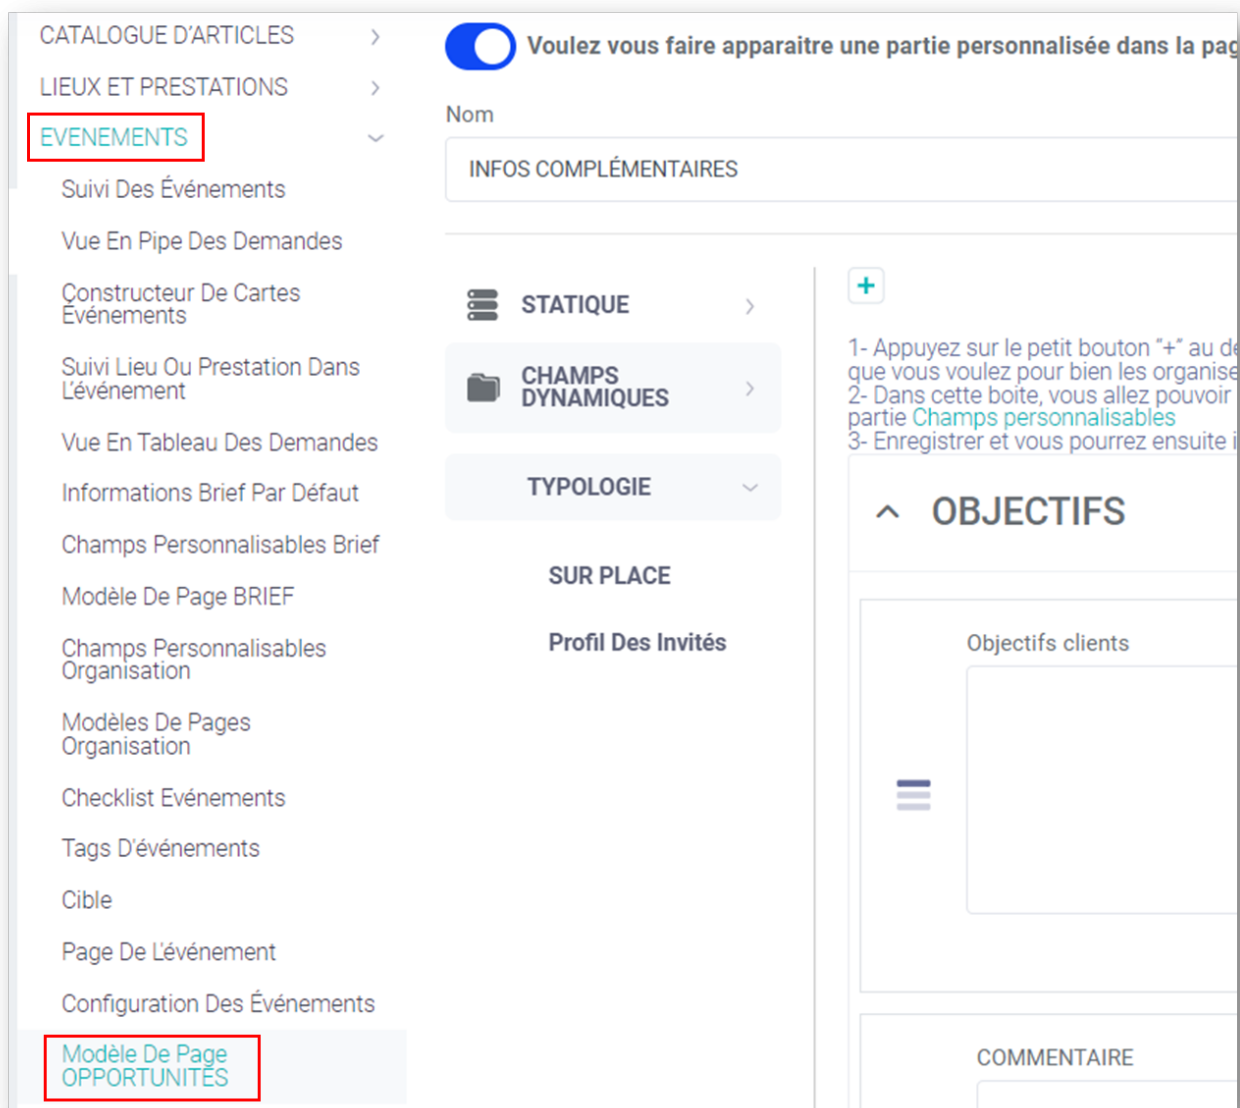 CATALOGUE D'ARTICLES
LIEUX ET PRESTATIONS
EVENEMENTS
Suivi Des Événements
Vue En Pipe Des Demandes
Constructeur De Cartes
Événements
Suivi Lieu Ou Prestation Dans
L'événement
Vue En Tableau Des Demandes
Informations Brief Par Défaut
Champs Personnalisables Brief
Modèle De Page BRIEF
Champs Personnalisables
Organisation
Modèles De Pages
Organisation
Checklist Evénements
Tags D'événements
Cible
Page De L'événement
Configuration Des Événements
Modèle De Page
OPPORTUNITÉS
Voulez vous faire apparaitre une partie personnalisée dans la pag
Nom
INFOS COMPLÉMENTAIRES
STATIQUE
CHAMPS
DYNAMIQUES
TYPOLOGIE
SUR PLACE
Profil Des Invités
+
1- Appuyez sur le petit bouton "+" au de
que vous voulez pour bien les organise
2- Dans cette boite, vous allez pouvoir
partie Champs personnalisables
3- Enregistrer et vous pourrez ensuite i
OBJECTIFS
Objectifs clients
COMMENTAIRE